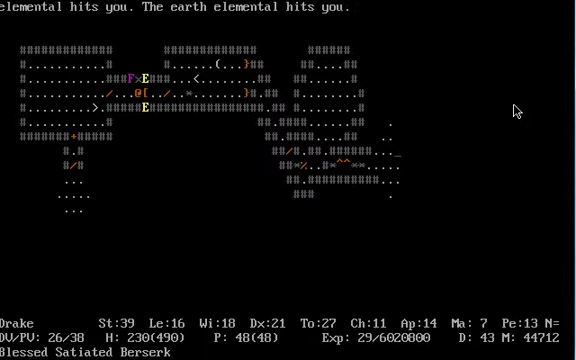 elemental hits you. The earth elemental hits you.
Drake St:39 Le:16 Wi:18 Dx:21 To:27 Ch:11 Ap:14 Ma: 7 Pe:13 N=
DV/PV: 26/38 H: 230(490) P: 48(48) Exp: 29/6020800 D: 43 M: 44712
Blessed Satiated Berserk